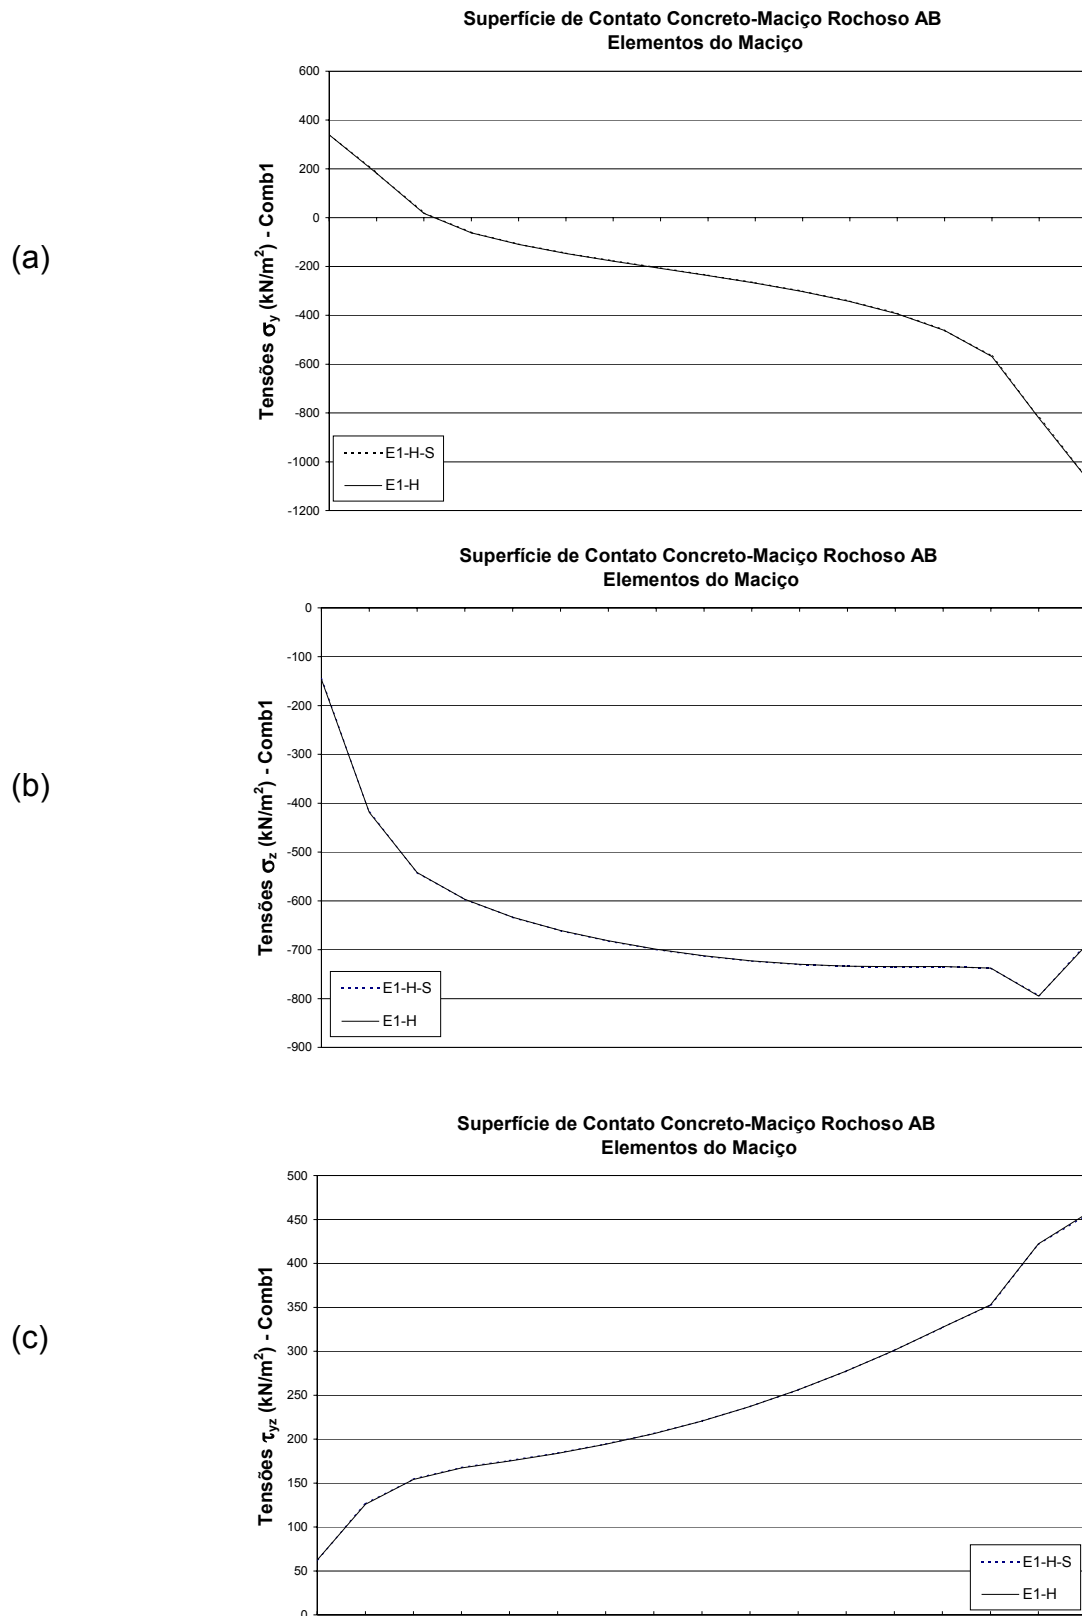 Superfície de Contato Concreto-Maciço Rochoso AB
Elementos do Maciço
(a)
Tensões σy (kN/m²) - Comb1
600
400
200
0
-200
-400
-600
-800
-1000
-1200
E1-H-S
E1-H
Superfície de Contato Concreto-Maciço Rochoso AB
Elementos do Maciço
(b)
Tensões σz (kN/m²) - Comb1
0
-100
-200
-300
-400
-500
-600
-700
-800
-900
E1-H-S
E1-H
Superfície de Contato Concreto-Maciço Rochoso AB
Elementos do Maciço
(c)
Tensões τyz (kN/m²) - Comb1
500
450
400
350
300
250
200
150
100
50
0
E1-H-S
E1-H